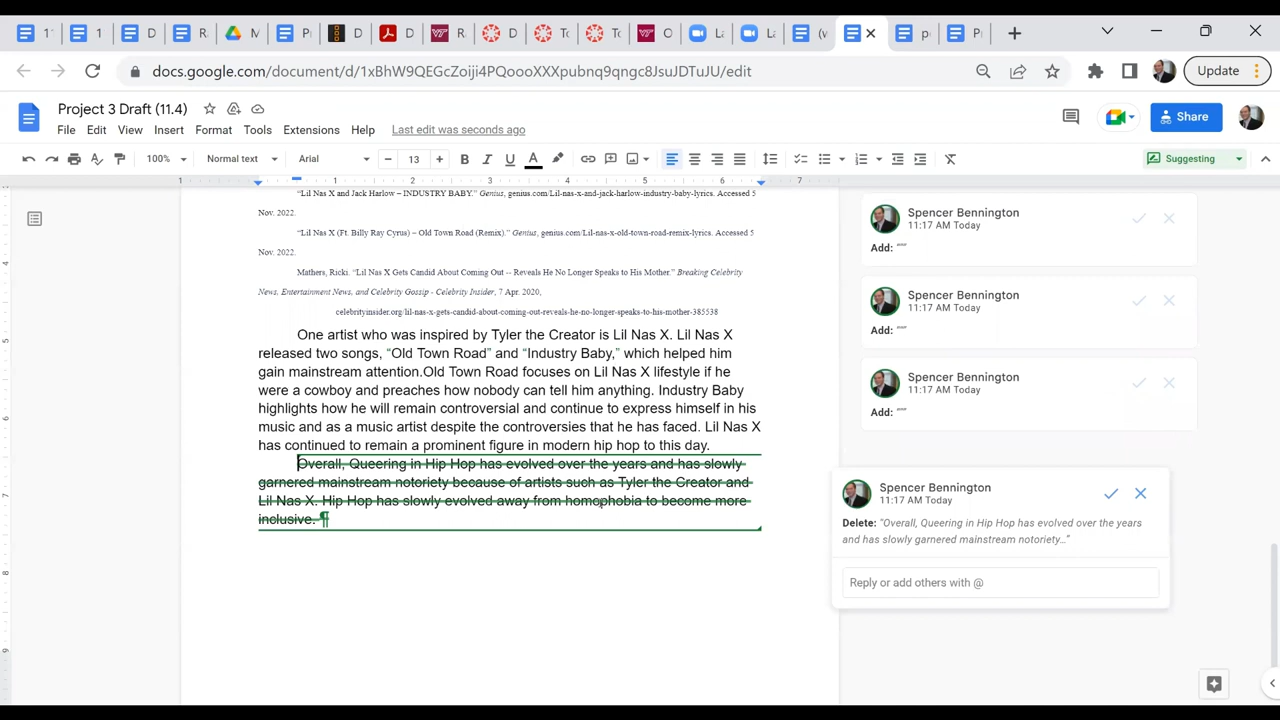 docs.google.com/document/d/1xBhW9QEGcZoiji4PQoooXXXpubnq9qngc8JsuJDTuJU/edit
Update
Project 3 Draft (11.4)
File Edit View Insert Format Tools Extensions Help Last edit was seconds ago
Share
100% Normal text Arial 13 Suggesting
1 1 2 3 4 5 6 7
"Lil Nas X and Jack Harlow – INDUSTRY BABY." Genius, genius.com/Lil-nas-x-and-jack-harlow-industry-baby-lyrics. Accessed 5
Nov. 2022.
"Lil Nas X (Ft. Billy Ray Cyrus) – Old Town Road (Remix)." Genius, genius.com/Lil-nas-x-old-town-road-remix-lyrics. Accessed 5
Nov. 2022.
Mathers, Ricki. "Lil Nas X Gets Candid About Coming Out -- Reveals He No Longer Speaks to His Mother." Breaking Celebrity
News, Entertainment News, and Celebrity Gossip - Celebrity Insider, 7 Apr. 2020,
celebrityinsider.org/lil-nas-x-gets-candid-about-coming-out-reveals-he-no-longer-speaks-to-his-mother-385538
One artist who was inspired by Tyler the Creator is Lil Nas X. Lil Nas X
released two songs, "Old Town Road" and "Industry Baby," which helped him
gain mainstream attention.Old Town Road focuses on Lil Nas X lifestyle if he
were a cowboy and preaches how nobody can tell him anything. Industry Baby
highlights how he will remain controversial and continue to express himself in his
music and as a music artist despite the controversies that he has faced. Lil Nas X
has continued to remain a prominent figure in modern hip hop to this day.
Overall, Queering in Hip Hop has evolved over the years and has slowly
garnered mainstream notoriety because of artists such as Tyler the Creator and
Lil Nas X. Hip Hop has slowly evolved away from homophobia to become more
inclusive. ¶
Spencer Bennington
11:17 AM Today
Add: """
Spencer Bennington
11:17 AM Today
Add: """
Spencer Bennington
11:17 AM Today
Add: """
Spencer Bennington
11:17 AM Today
Delete: "Overall, Queering in Hip Hop has evolved over the years
and has slowly garnered mainstream notoriety…"
Reply or add others with @